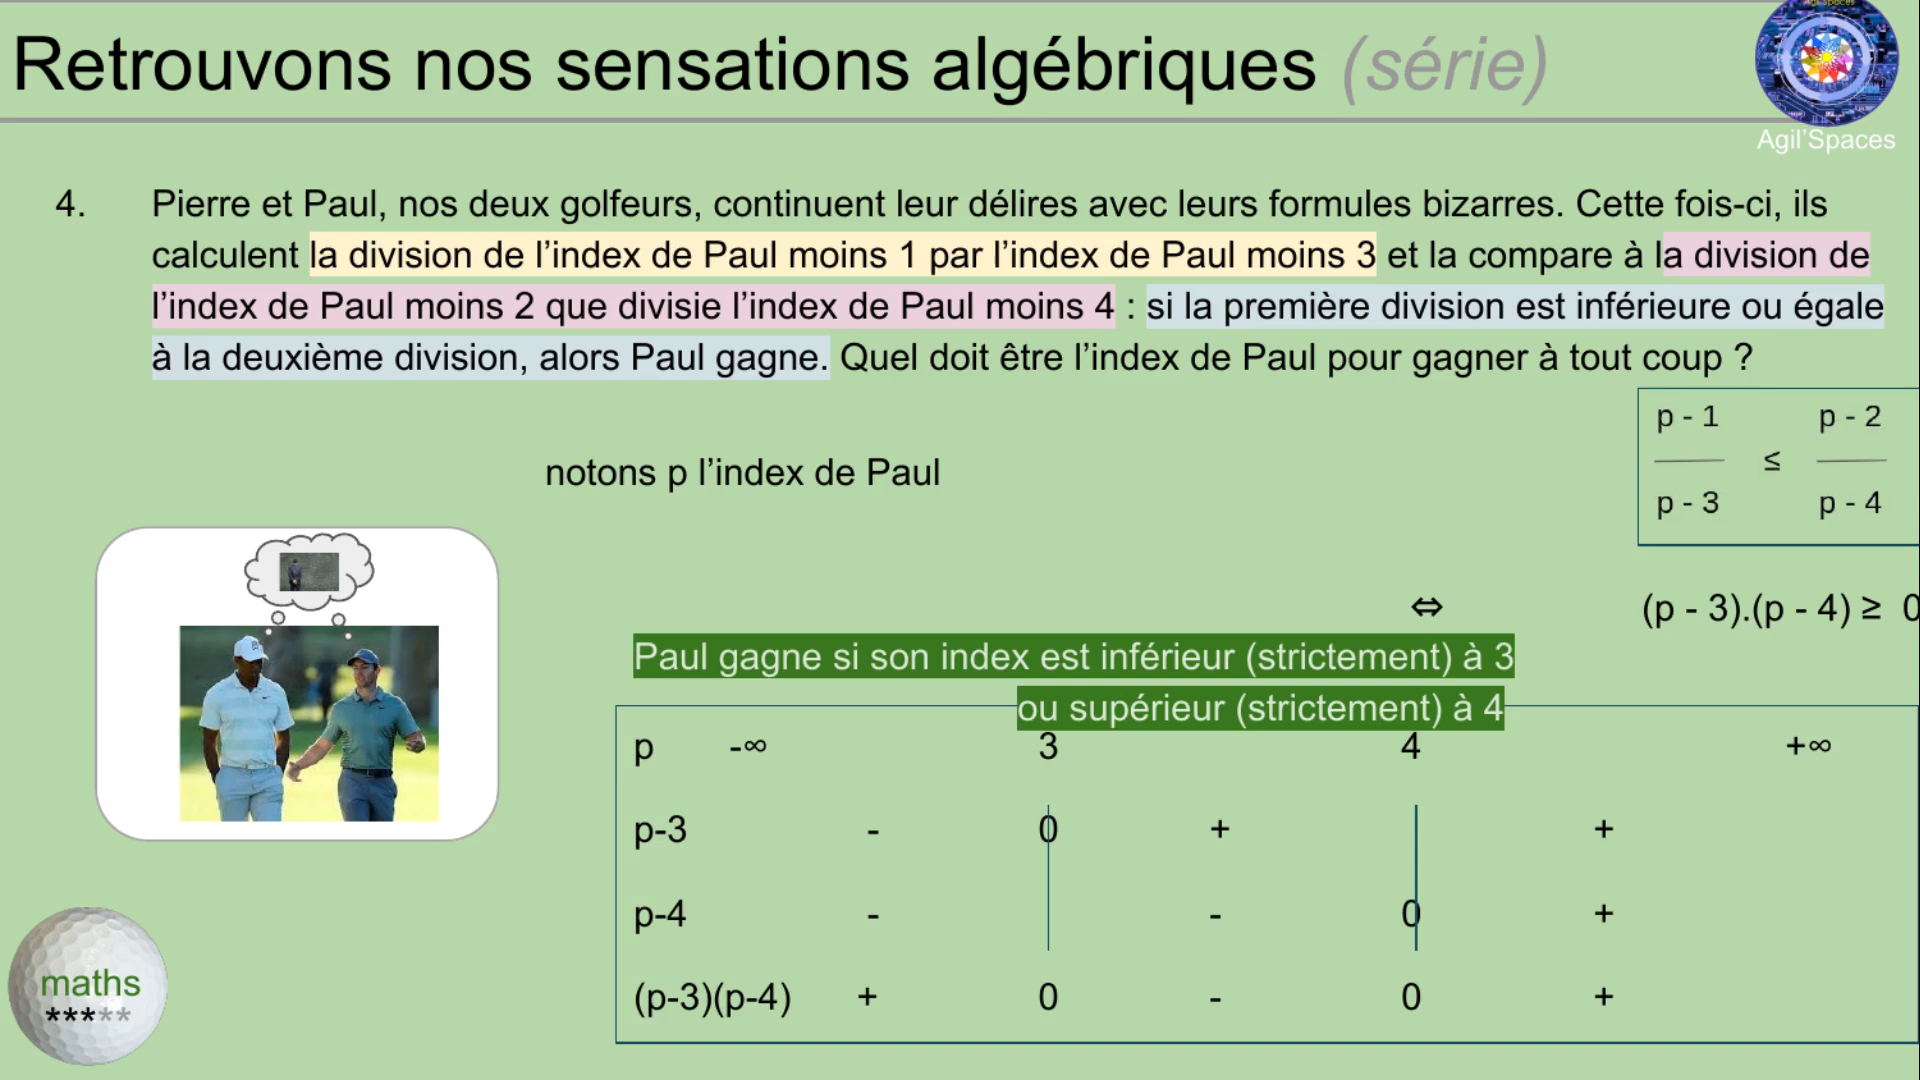 Retrouvons nos sensations algébriques (série)
Agil'Spaces
Agil'Spaces
4. Pierre et Paul, nos deux golfeurs, continuent leur délires avec leurs formules bizarres. Cette fois-ci, ils
calculent la division de l’index de Paul moins 1 par l’index de Paul moins 3 et la compare à la division de
l’index de Paul moins 2 que divisie l’index de Paul moins 4 : si la première division est inférieure ou égale
à la deuxième division, alors Paul gagne. Quel doit être l’index de Paul pour gagner à tout coup ?
p - 1 p - 2
≤
p - 3 p - 4
notons p l’index de Paul
⇔ (p - 3).(p - 4) ≥ 0
Paul gagne si son index est inférieur (strictement) à 3
ou supérieur (strictement) à 4
p -∞ 3 4 +∞
p-3 - 0 + +
p-4 - - 0 +
(p-3)(p-4) + 0 - 0 +
maths
*****